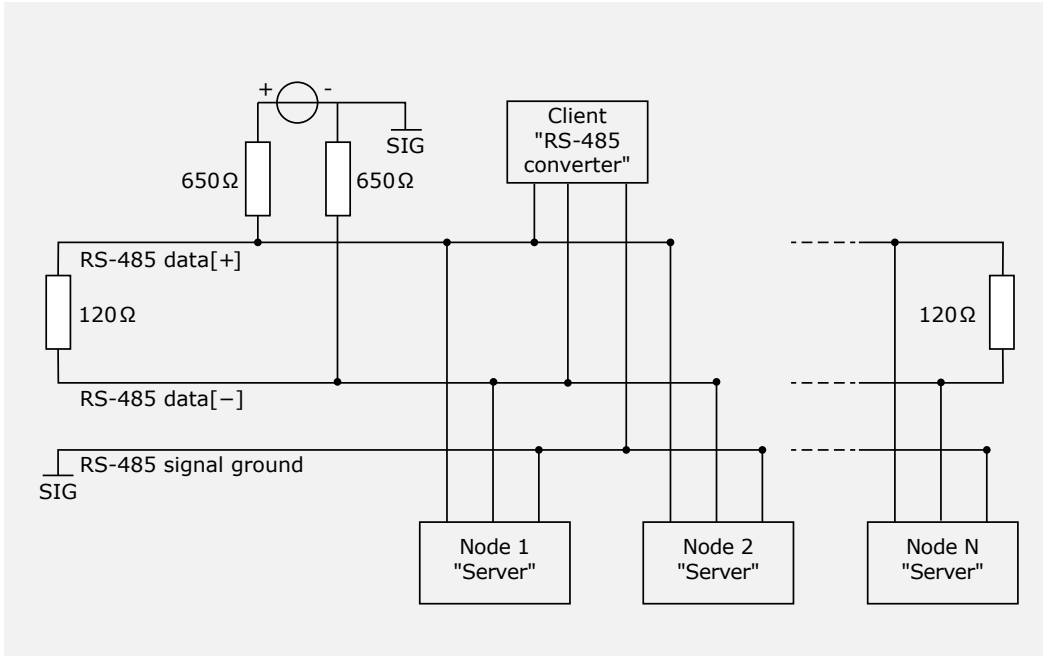 + -
SIG
650Ω
650Ω
Client
"RS-485
converter"
RS-485 data[+]
120Ω
120Ω
RS-485 data[−]
RS-485 signal ground
SIG
Node 1
"Server"
Node 2
"Server"
Node N
"Server"